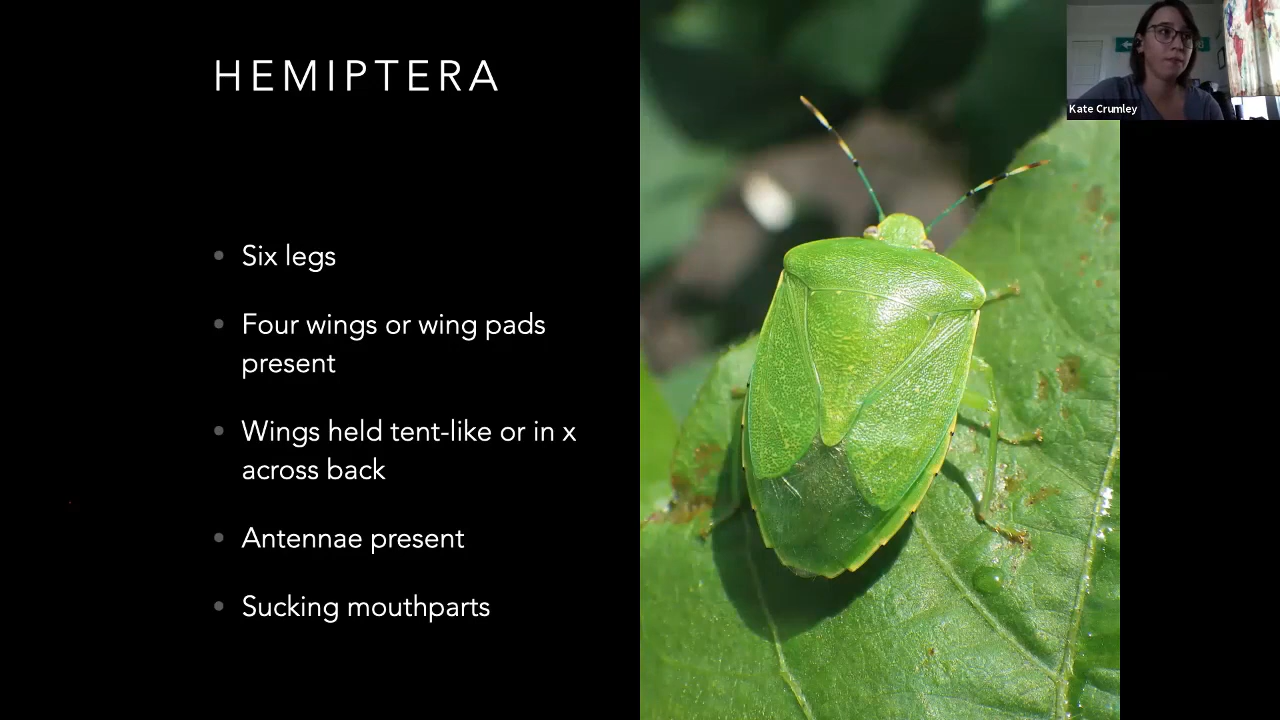 HEMIPTERA
Six legs
Four wings or wing pads
present
Wings held tent-like or in x
across back
Antennae present
Sucking mouthparts
Kate Crumley